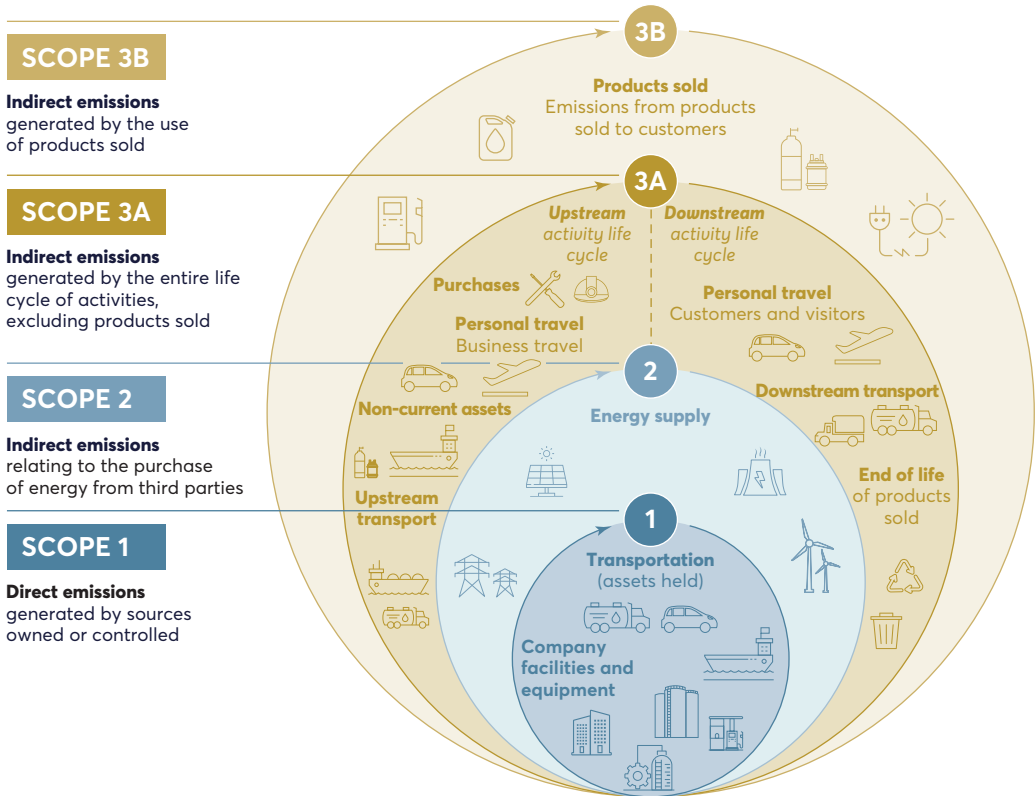 SCOPE 3B
Indirect emissions
generated by the use
of products sold
SCOPE 3A
Indirect emissions
generated by the entire life
cycle of activities,
excluding products sold
SCOPE 2
Indirect emissions
relating to the purchase
of energy from third parties
SCOPE 1
Direct emissions
generated by sources
owned or controlled
3B
Products sold
Emissions from products
sold to customers
3A
Upstream
activity life
cycle
Downstream
activity life
cycle
Purchases
Personal travel
Business travel
Non-current assets
Upstream
transport
Personal travel
Customers and visitors
Downstream transport
End of life
of products
sold
2
Energy supply
1
Transportation
(assets held)
Company
facilities and
equipment